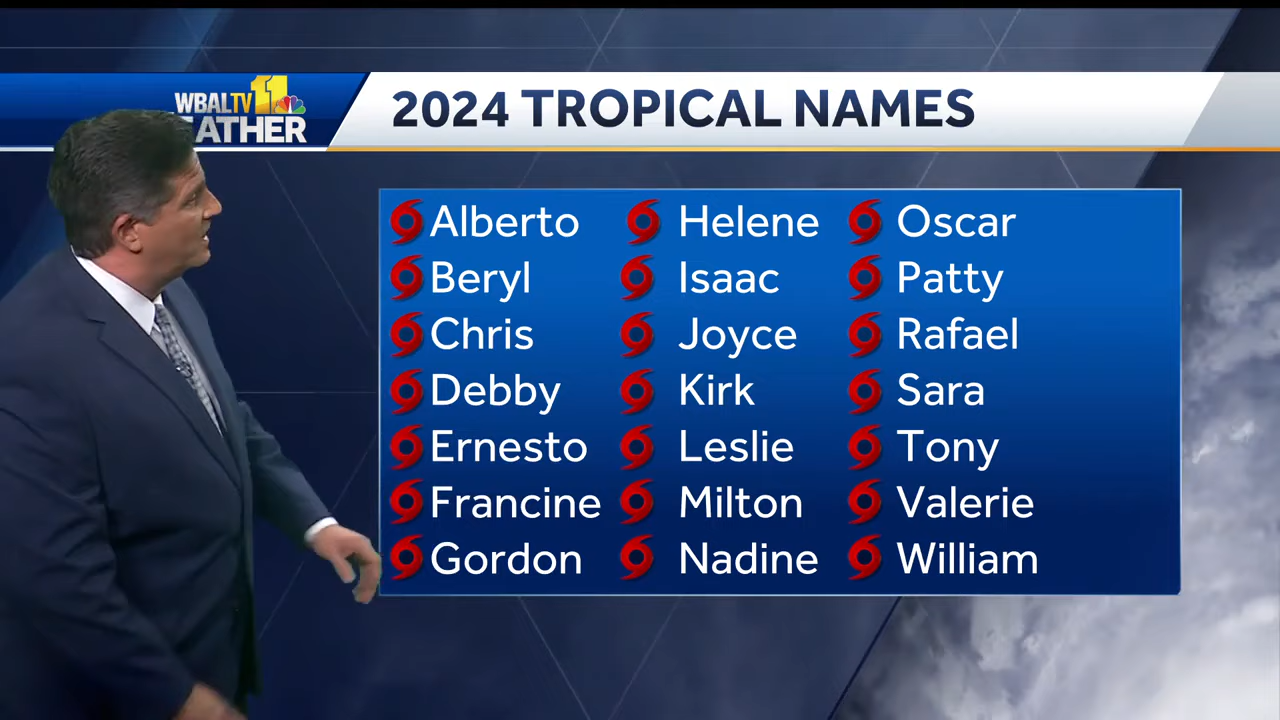 WBALTV 11
EATHER
2024 TROPICAL NAMES
Alberto
Beryl
Chris
Debby
Ernesto
Francine
Gordon
Helene
Isaac
Joyce
Kirk
Leslie
Milton
Nadine
Oscar
Patty
Rafael
Sara
Tony
Valerie
William